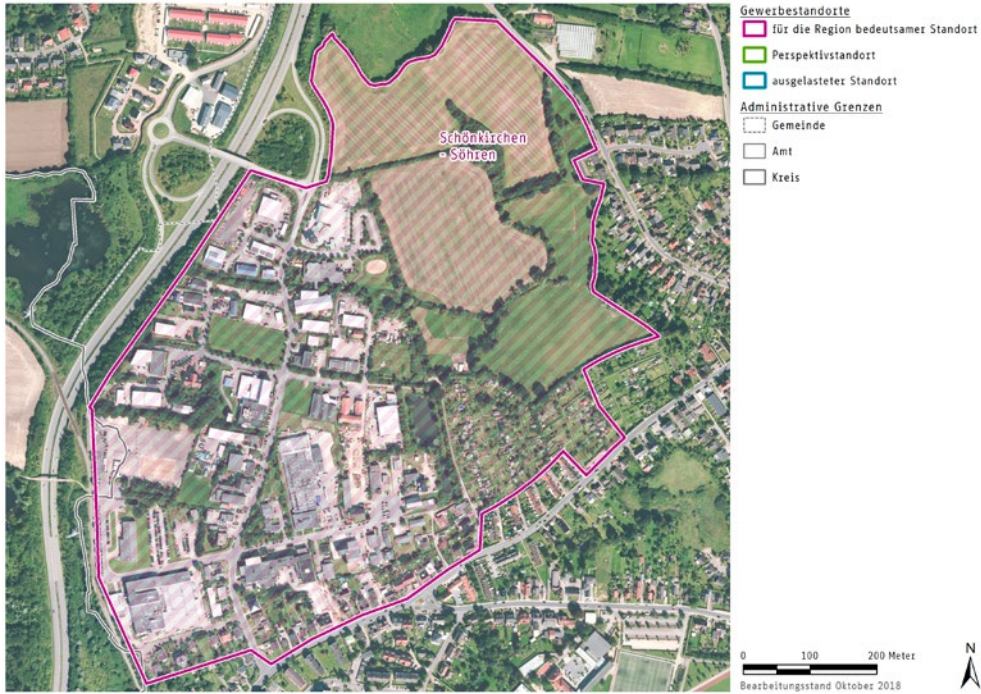 Gewerbestandorte
für die Region bedeutsamer Standort
Perspektivstandort
ausgelasteter Standort
Administrative Grenzen
Gemeinde
Amt
Kreis
Schönkirchen
- Söhren
0 100 200 Meter
Bearbeitungsstand Oktober 2018
N